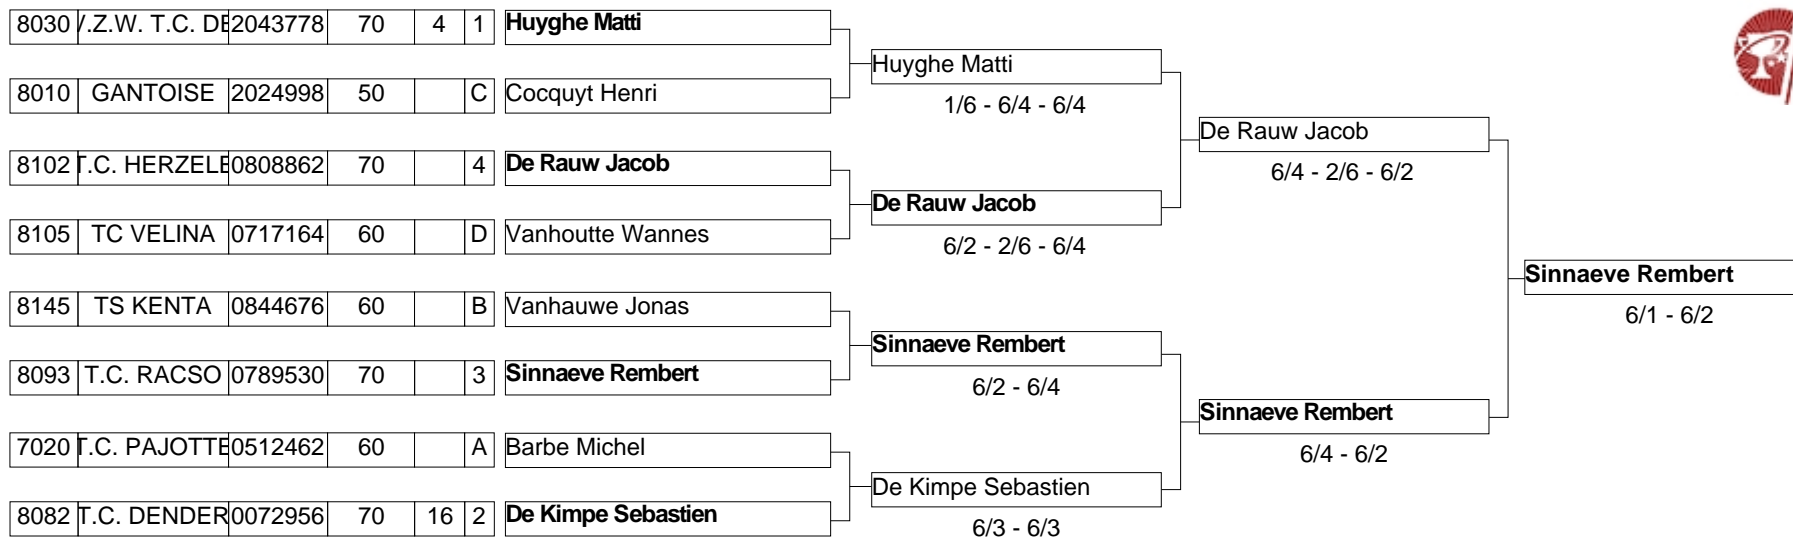 8030 /.Z.W. T.C. DE 2043778 70 4 1 Huyghe Matti
Huyghe Matti
8010 GANTOISE 2024998 50 C Cocquyt Henri
1/6 - 6/4 - 6/4
De Rauw Jacob
8102 T.C. HERZELE 0808862 70 4 De Rauw Jacob
6/4 - 2/6 - 6/2
De Rauw Jacob
8105 TC VELINA 0717164 60 D Vanhoutte Wannes
6/2 - 2/6 - 6/4
Sinnaeve Rembert
8145 TS KENTA 0844676 60 B Vanhauwe Jonas
6/1 - 6/2
Sinnaeve Rembert
8093 T.C. RACSO 0789530 70 3 Sinnaeve Rembert
6/2 - 6/4
Sinnaeve Rembert
7020 T.C. PAJOTTE 0512462 60 A Barbe Michel
6/4 - 6/2
De Kimpe Sebastien
8082 T.C. DENDER 0072956 70 16 2 De Kimpe Sebastien
6/3 - 6/3